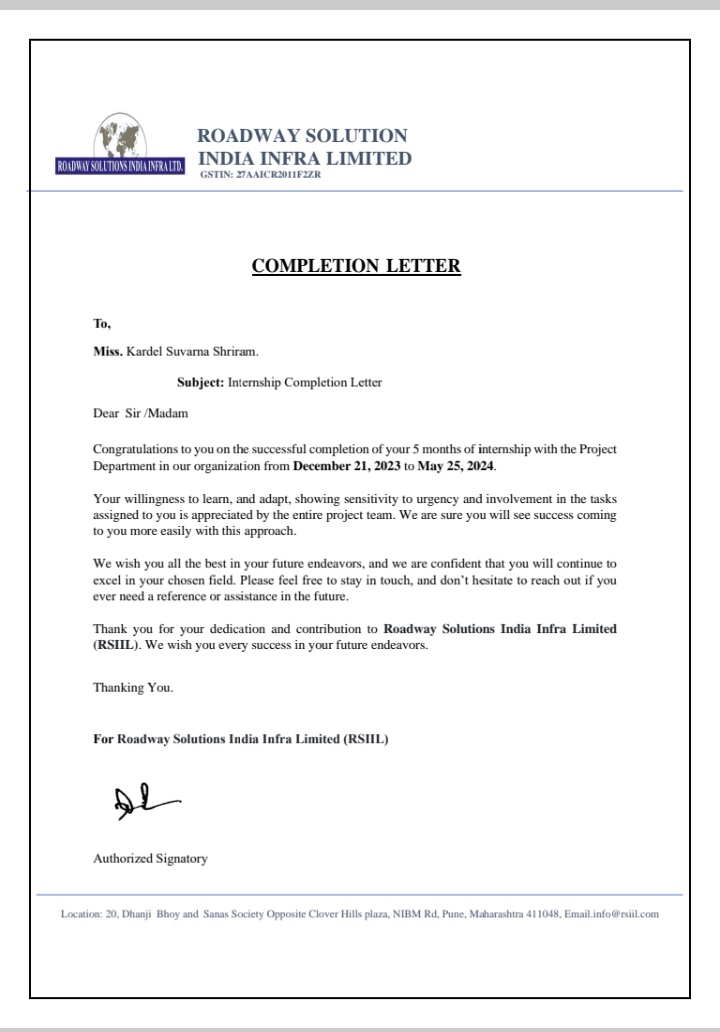 ROADWAY SOLUTIONS INDIA INFRA LTD.
ROADWAY SOLUTION
INDIA INFRA LIMITED
GSTIN: 27AAICR2011F2ZR
COMPLETION LETTER
To,
Miss. Kardel Suvarna Shriram.
Subject: Internship Completion Letter
Dear Sir /Madam
Congratulations to you on the successful completion of your 5 months of internship with the Project
Department in our organization from December 21, 2023 to May 25, 2024.
Your willingness to learn, and adapt, showing sensitivity to urgency and involvement in the tasks
assigned to you is appreciated by the entire project team. We are sure you will see success coming
to you more easily with this approach.
We wish you all the best in your future endeavors, and we are confident that you will continue to
excel in your chosen field. Please feel free to stay in touch, and don't hesitate to reach out if you
ever need a reference or assistance in the future.
Thank you for your dedication and contribution to Roadway Solutions India Infra Limited
(RSIIL). We wish you every success in your future endeavors.
Thanking You.
For Roadway Solutions India Infra Limited (RSIIL)
Authorized Signatory
Location: 20, Dhanji Bhoy and Sanas Society Opposite Clover Hills plaza, NIBM Rd, Pune, Maharashtra 411048, Email.info@rsiil.com